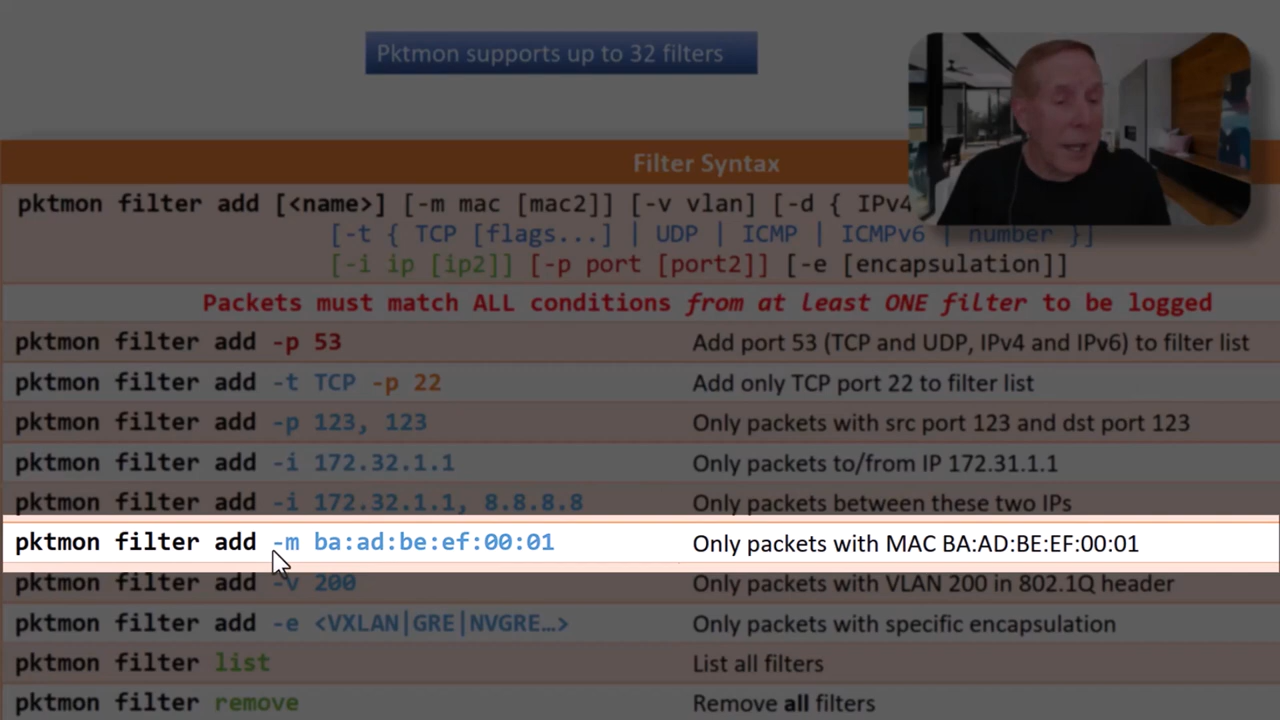 Pktmon supports up to 32 filters
Filter Syntax
pktmon filter add [<name>] [-m mac [mac2]] [-v vlan] [-d { IPv4
[-t { TCP [flags...] | UDP | ICMP | ICMPv6 | number }]
[-i ip [ip2]] [-p port [port2]] [-e [encapsulation]]
Packets must match ALL conditions from at least ONE filter to be logged
pktmon filter add -p 53 Add port 53 (TCP and UDP, IPv4 and IPv6) to filter list
pktmon filter add -t TCP -p 22 Add only TCP port 22 to filter list
pktmon filter add -p 123, 123 Only packets with src port 123 and dst port 123
pktmon filter add -i 172.32.1.1 Only packets to/from IP 172.31.1.1
pktmon filter add -i 172.32.1.1, 8.8.8.8 Only packets between these two IPs
pktmon filter add -m ba:ad:be:ef:00:01 Only packets with MAC BA:AD:BE:EF:00:01
pktmon filter add -v 200 Only packets with VLAN 200 in 802.1Q header
pktmon filter add -e <VXLAN|GRE|NVGRE…> Only packets with specific encapsulation
pktmon filter list List all filters
pktmon filter remove Remove all filters